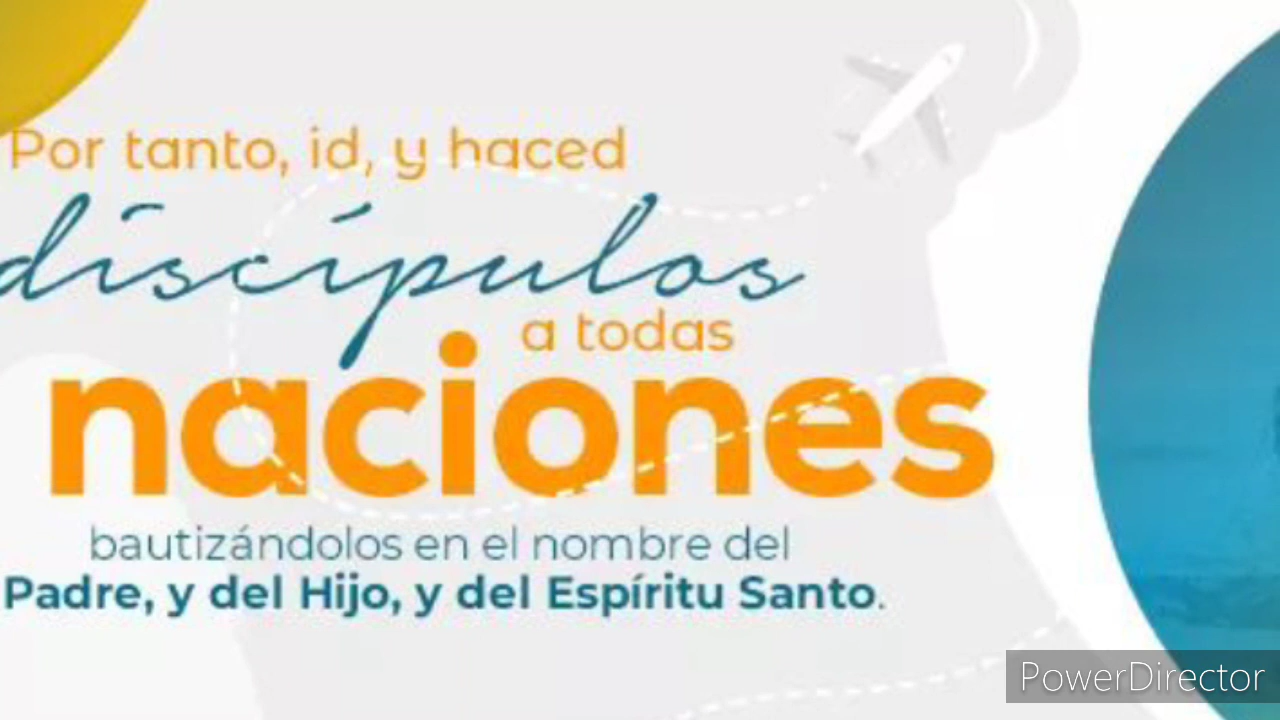 Por tanto, id, y haced
discípulos
a todas
naciones
bautizándolos en el nombre del
Padre, y del Hijo, y del Espíritu Santo.
PowerDirector